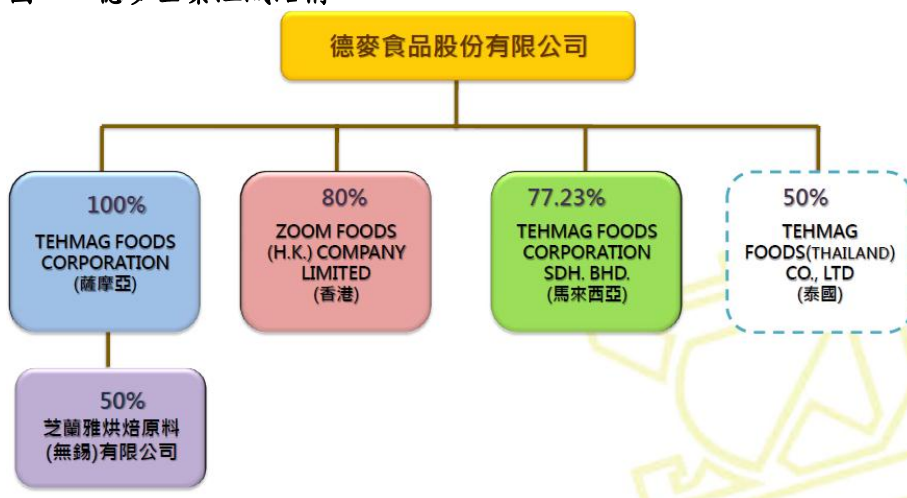 德麥食品股份有限公司
100%
TEHMAG FOODS
CORPORATION
(薩摩亞)
80%
ZOOM FOODS
(H.K.) COMPANY
LIMITED
(香港)
77.23%
TEHMAG FOODS
CORPORATION
SDH. BHD.
(馬來西亞)
50%
TEHMAG
FOODS(THAILAND)
CO., LTD
(泰國)
50%
芝蘭雅烘焙原料
(無錫)有限公司